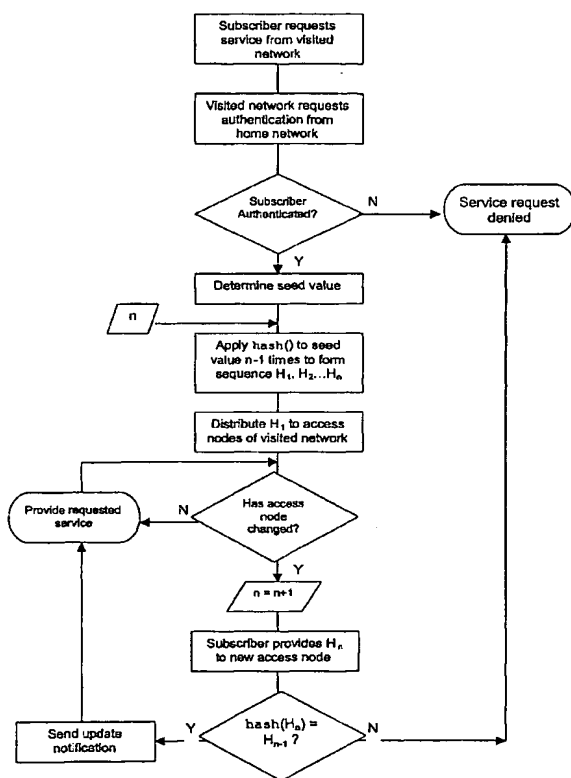 Subscriber requests
service from visited
network
Visited network requests
authentication from
home network
Subscriber
Authenticated?
N
Service request
denied
Y
Determine seed value
n
Apply hash() to seed
value n-1 times to form
sequence H₁, H₂...Hₙ
Distribute H₁ to access
nodes of visited network
Provide requested
service
N
Has access
node
changed?
Y
n = n+1
Subscriber provides Hₙ
to new access node
Send update
notification
Y
hash(Hₙ) =
Hₙ₋₁ ?
N